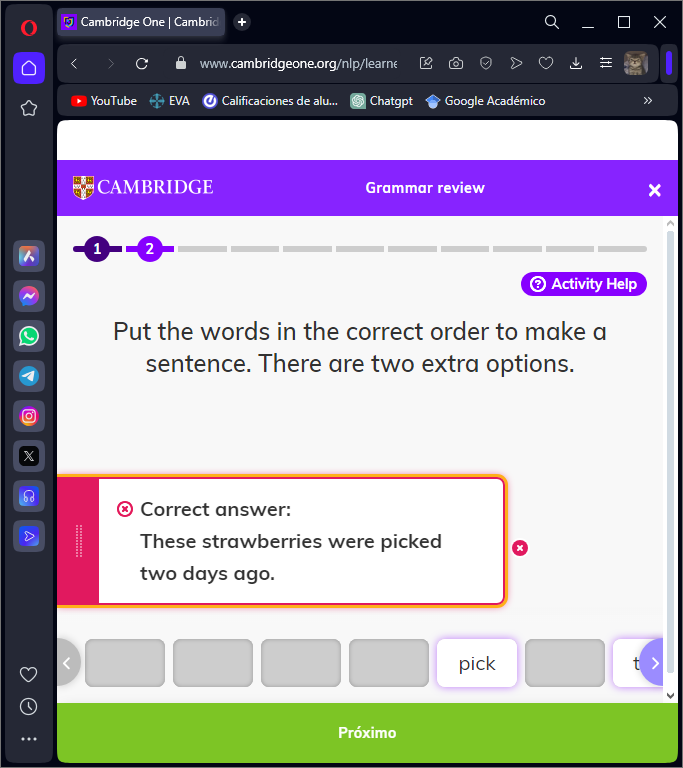 Cambridge One | Cambrid
www.cambridgeone.org/nlp/learne
YouTube
EVA
Calificaciones de alu...
Chatgpt
Google Académico
»
CAMBRIDGE
Grammar review
1
2
Activity Help
Put the words in the correct order to make a
sentence. There are two extra options.
Correct answer:
These strawberries were picked
two days ago.
pick
t
Próximo